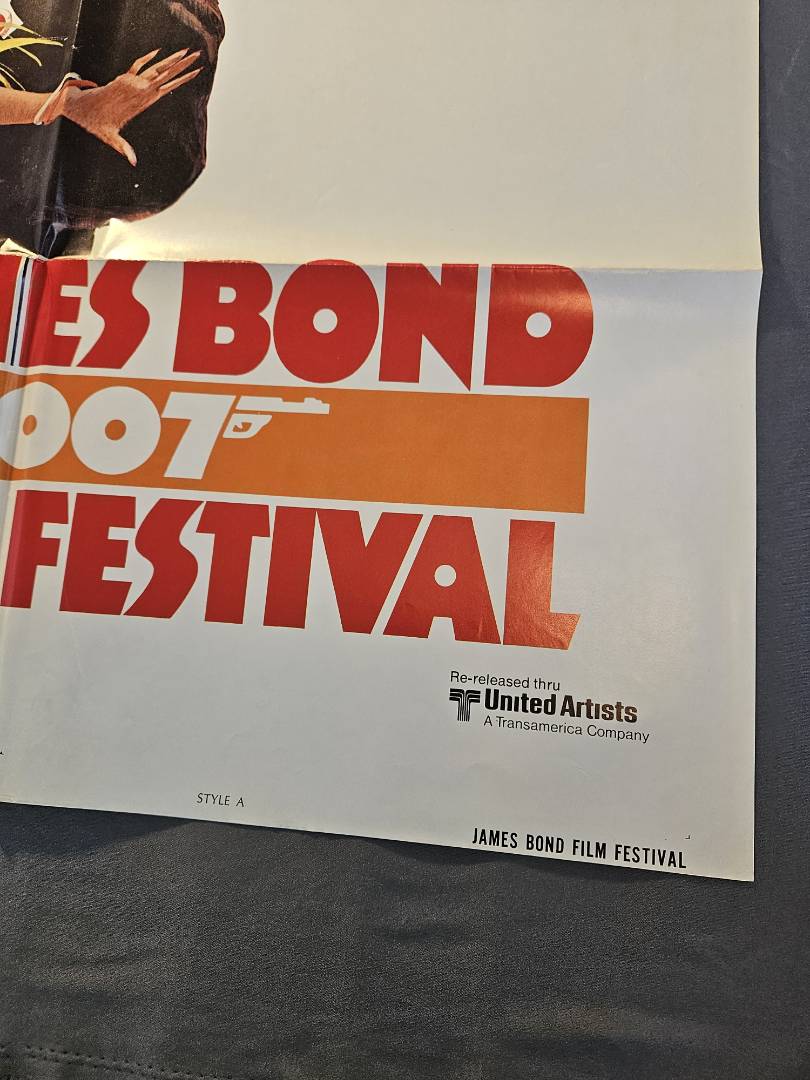 ES BOND
007
FESTIVAL
Re-released thru
United Artists
A Transamerica Company
STYLE A
JAMES BOND FILM FESTIVAL